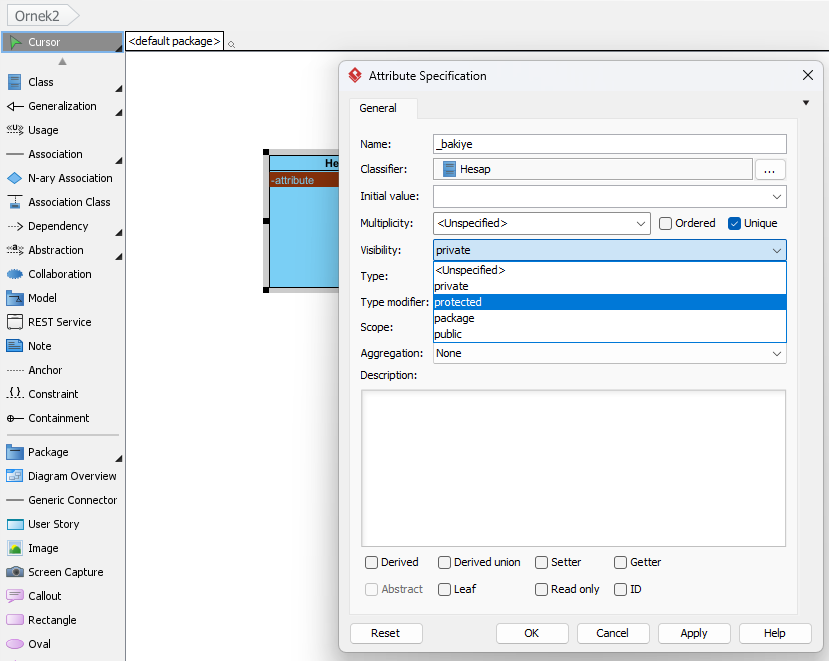 Ornek2
Cursor
<default package>
Class
Generalization
Usage
Association
N-ary Association
Association Class
Dependency
Abstraction
Collaboration
Model
REST Service
Note
Anchor
Constraint
Containment
Package
Diagram Overview
Generic Connector
User Story
Image
Screen Capture
Callout
Rectangle
Oval
He
-attribute
Attribute Specification
General
Name: _bakiye
Classifier: Hesap ...
Initial value:
Multiplicity: <Unspecified> Ordered Unique
Visibility: private
<Unspecified>
private
protected
package
public
Type:
Type modifier:
Scope:
Aggregation: None
Description:
Derived Derived union Setter Getter
Abstract Leaf Read only ID
Reset OK Cancel Apply Help